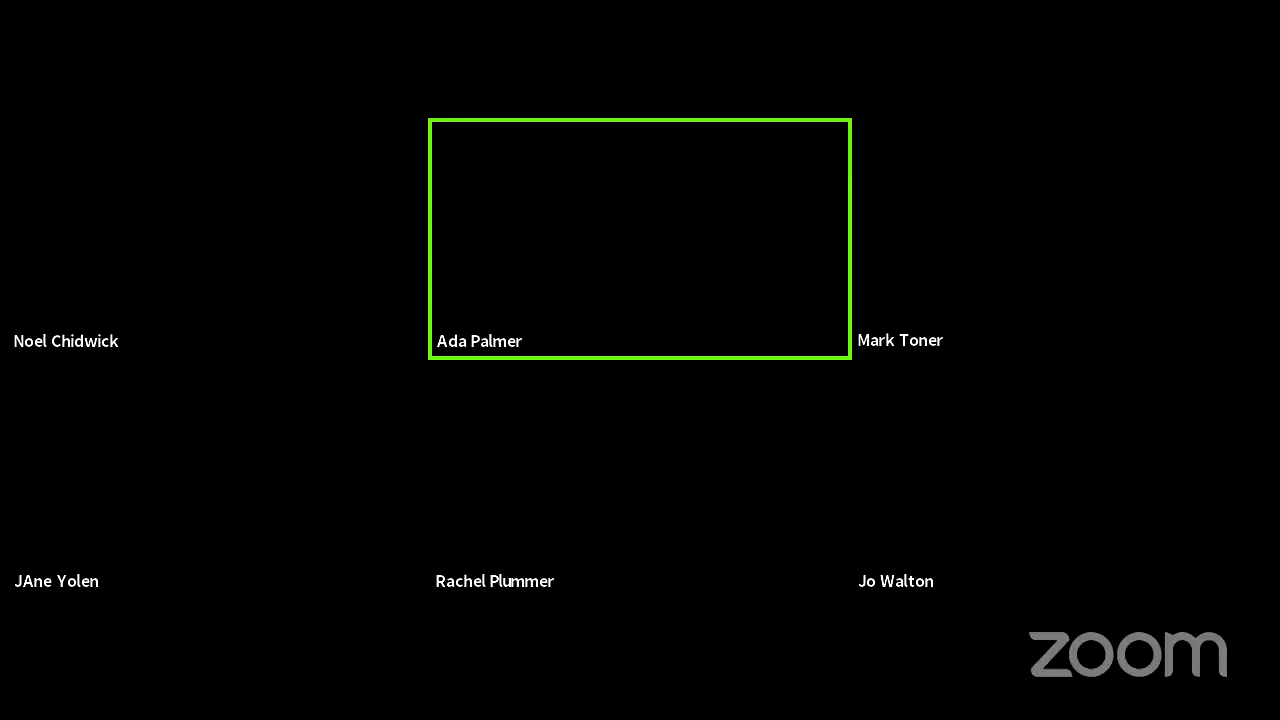 Noel Chidwick
Ada Palmer
Mark Toner
JAne Yolen
Rachel Plummer
Jo Walton
zoom